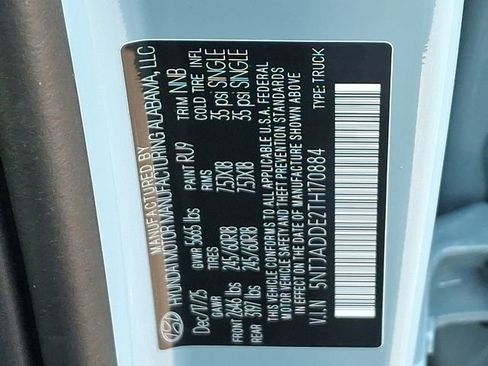 MANUFACTURED BY
HYUNDAI MOTOR MANUFACTURING ALABAMA, LLC
Dec/17/25 GVWR 5665 lbs PAINT RU9 TRIM NNB
GAWR RIMS COLD TIRE INFL
FRONT 2646 lbs 245/60R18 7.5JX18 35 psi SINGLE
REAR 3197 lbs 245/60R18 7.5JX18 35 psi SINGLE
THIS VEHICLE CONFORMS TO ALL APPLICABLE U.S.A. FEDERAL
MOTOR VEHICLE SAFETY AND THEFT PREVENTION STANDARDS
IN EFFECT ON THE DATE OF MANUFACTURE SHOWN ABOVE
V.I.N 5NTJADDE2TH170884 TYPE:TRUCK